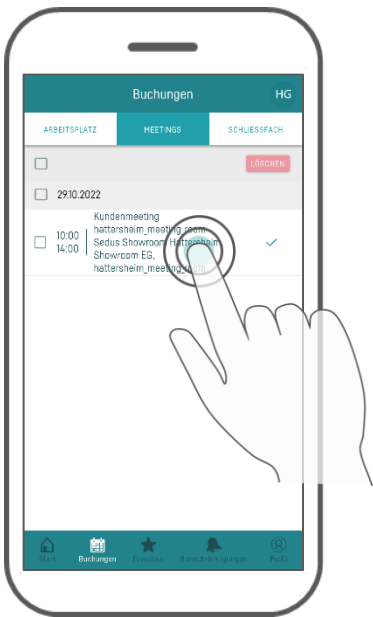 Buchungen HG
ARBEITSPLATZ MEETINGS SCHLIESSFACH
LÖSCHEN
29.10.2022
Kundenmeeting
10:00 hattersheim_meeting_room
14:00 Sedus Showroom Hattersheim
Showroom EG,
hattersheim_meeting_room
Start Buchungen Favoriten Benachrichtigungen Profil